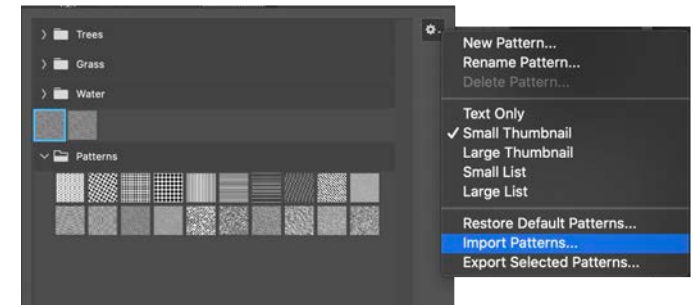 Trees
Grass
Water
Patterns
New Pattern...
Rename Pattern...
Delete Pattern...
Text Only
✓ Small Thumbnail
Large Thumbnail
Small List
Large List
Restore Default Patterns...
Import Patterns...
Export Selected Patterns...